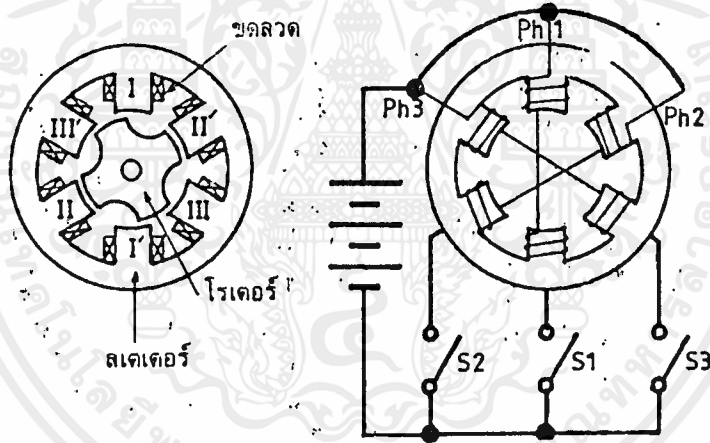 ขดลวด
I
II′
III
I′
II
III′
โรเตอร์
ลเตเตอร์
Ph1
Ph2
Ph3
S2
S1
S3